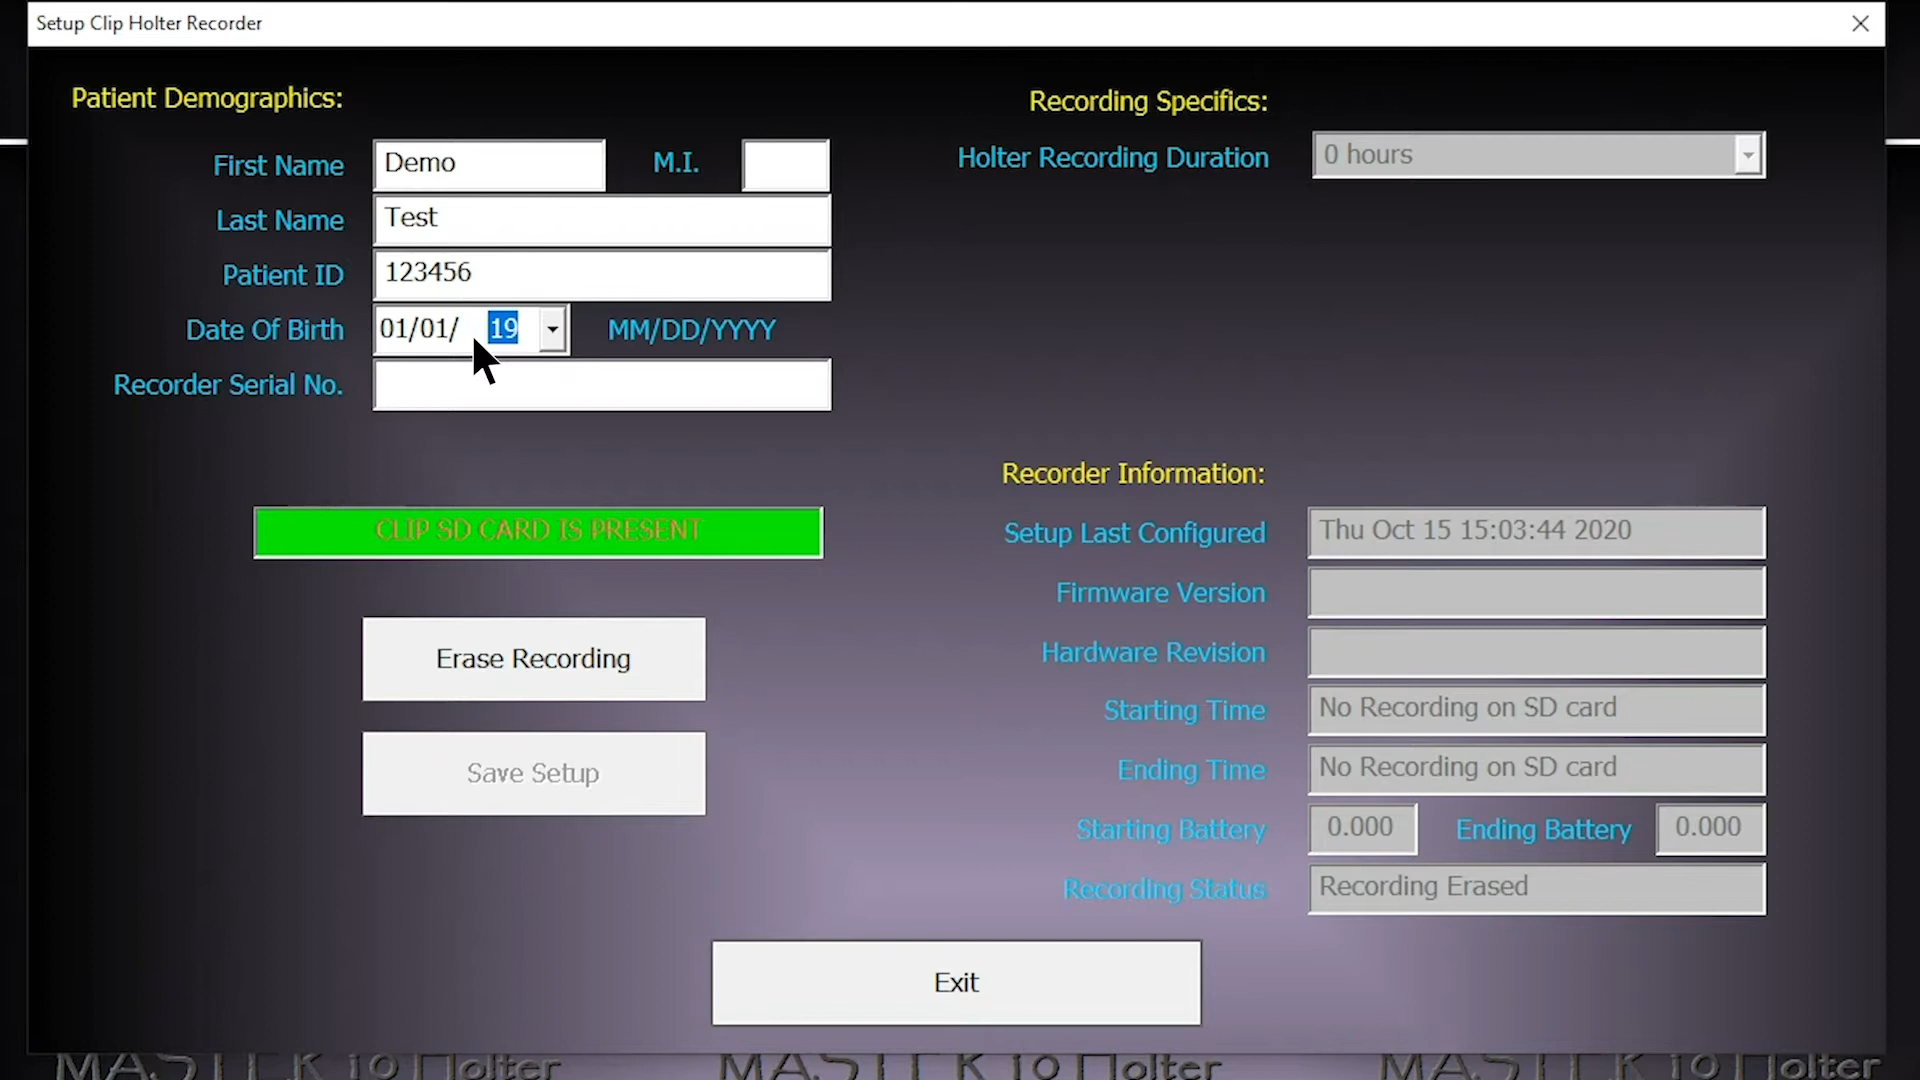 Setup Clip Holter Recorder
Patient Demographics:
First Name Demo M.I.
Last Name Test
Patient ID 123456
Date Of Birth 01/01/ 19 MM/DD/YYYY
Recorder Serial No.
CLIP SD CARD IS PRESENT
Erase Recording
Save Setup
Recording Specifics:
Holter Recording Duration 0 hours
Recorder Information:
Setup Last Configured Thu Oct 15 15:03:44 2020
Firmware Version
Hardware Revision
Starting Time No Recording on SD card
Ending Time No Recording on SD card
Starting Battery 0.000 Ending Battery 0.000
Recording Status Recording Erased
Exit
Holter Holter Holter